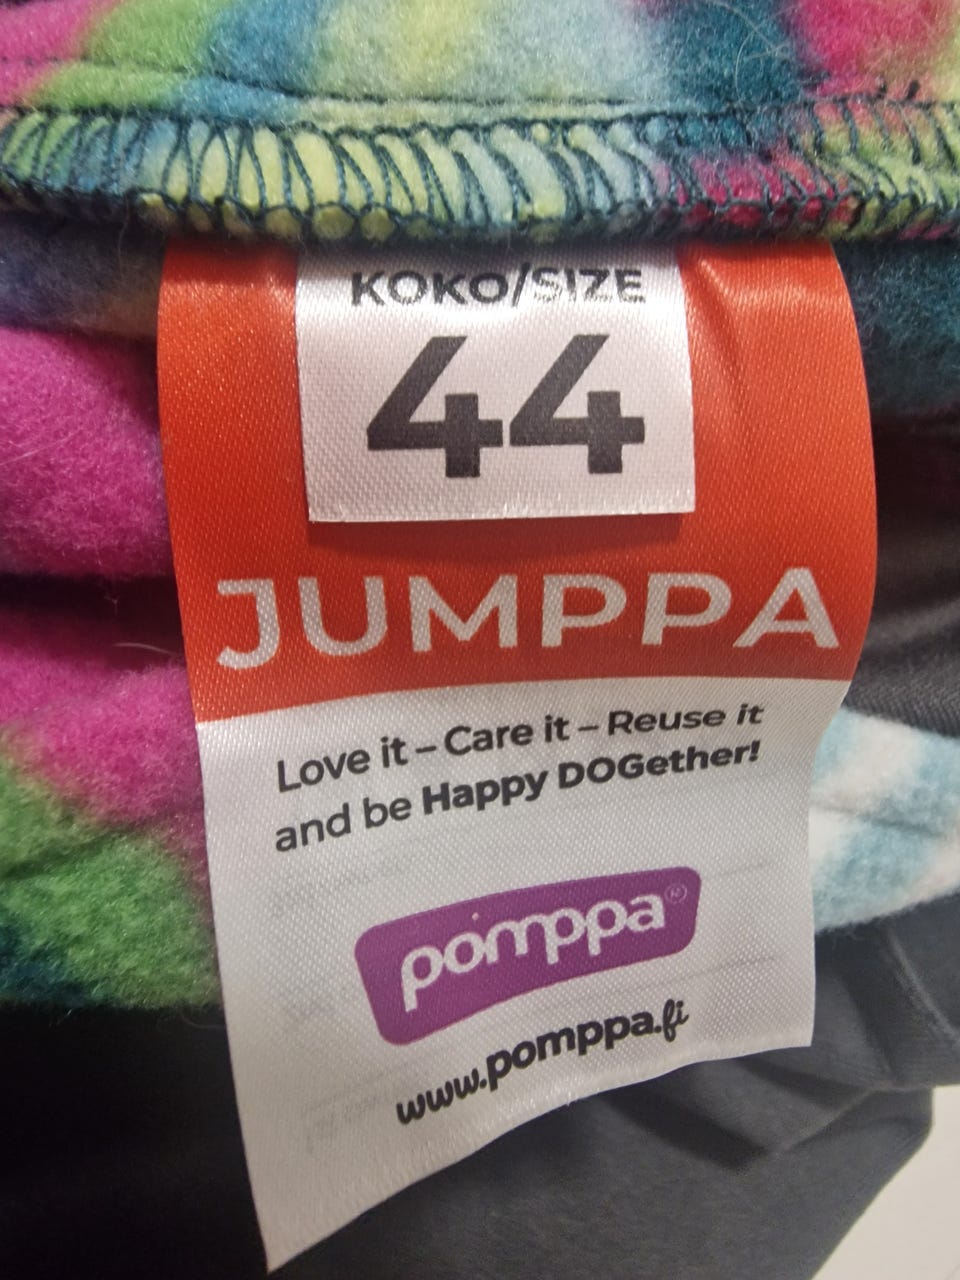 KOKO/SIZE
44
JUMPPA
Love it – Care it – Reuse it
and be Happy DOGether!
pomppa®
www.pomppa.fi